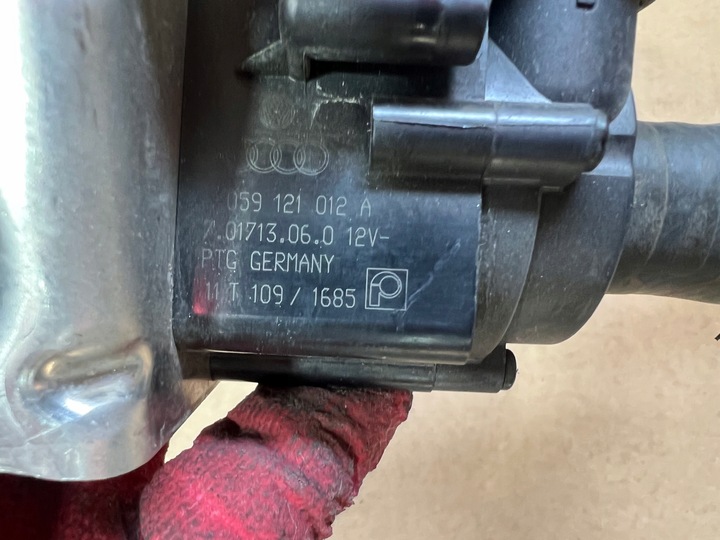 059 121 012 A
7.01713.06.0 12V-
PTG GERMANY
11 T 109 / 1685